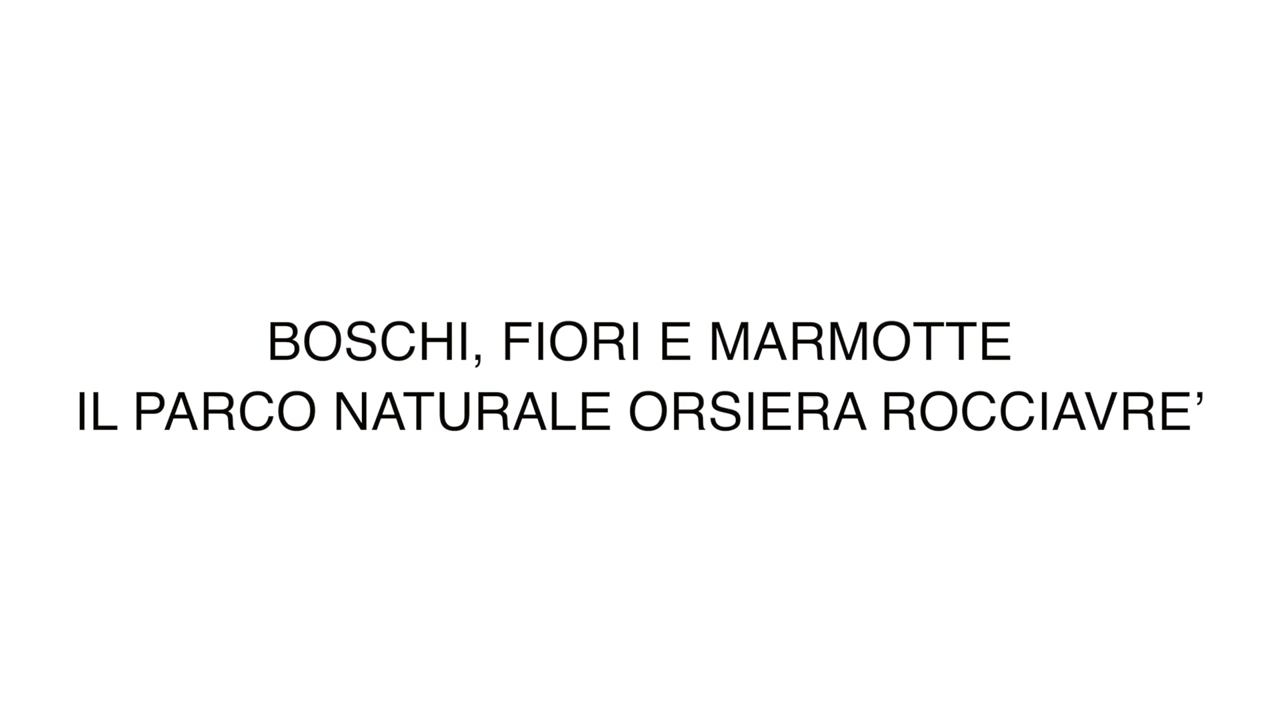 BOSCHI, FIORI E MARMOTTE
IL PARCO NATURALE ORSIERA ROCCIAVRE’